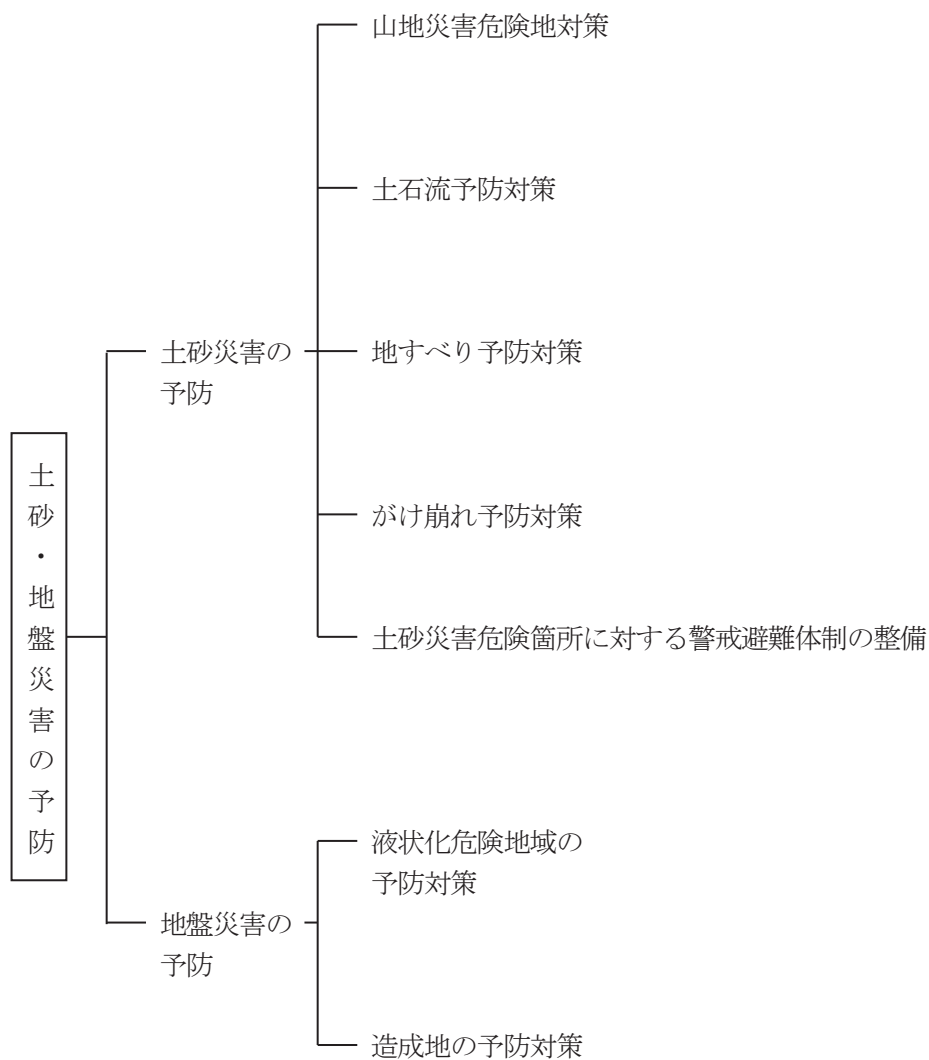 土砂・地盤災害の予防
土砂災害の
予防
山地災害危険地対策
土石流予防対策
地すべり予防対策
がけ崩れ予防対策
土砂災害危険箇所に対する警戒避難体制の整備
地盤災害の
予防
液状化危険地域の
予防対策
造成地の予防対策